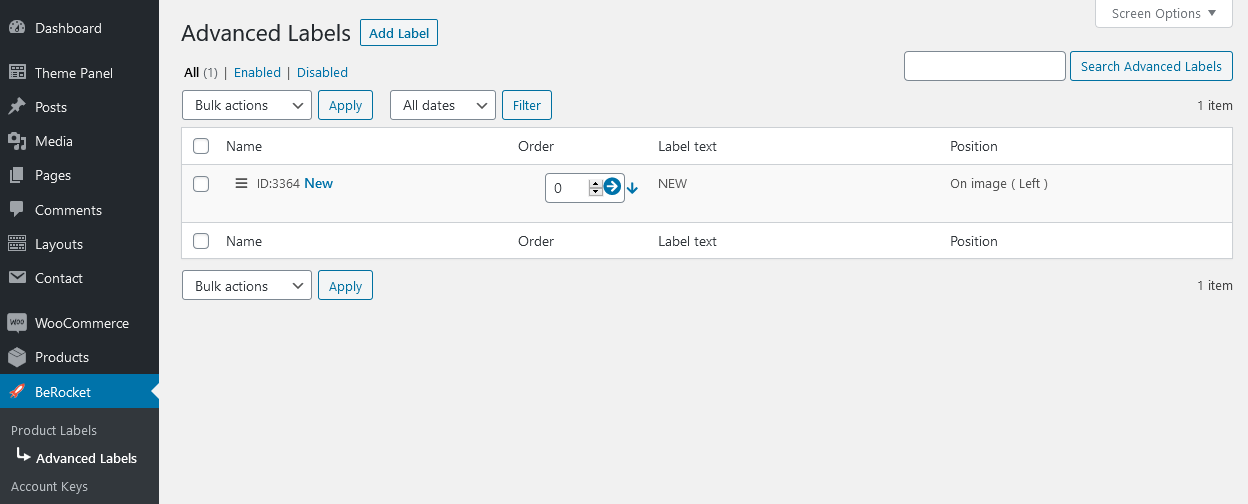 Dashboard
Theme Panel
Posts
Media
Pages
Comments
Layouts
Contact
WOO WooCommerce
Products
BeRocket
Product Labels
Advanced Labels
Account Keys
Screen Options
Advanced Labels Add Label
All (1) | Enabled | Disabled
Search Advanced Labels
Bulk actions Apply All dates Filter 1 item
Name Order Label text Position
ID:3364 New 0 NEW On image ( Left )
Name Order Label text Position
Bulk actions Apply 1 item